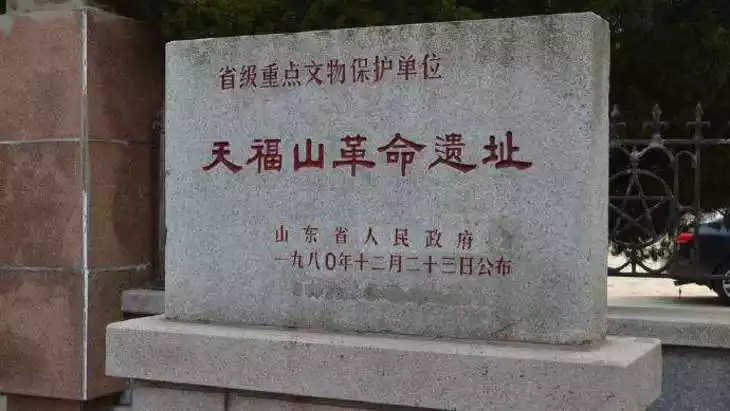 省级重点文物保护单位
天福山革命遗址
山东省人民政府
一九八〇年十二月二十三日公布